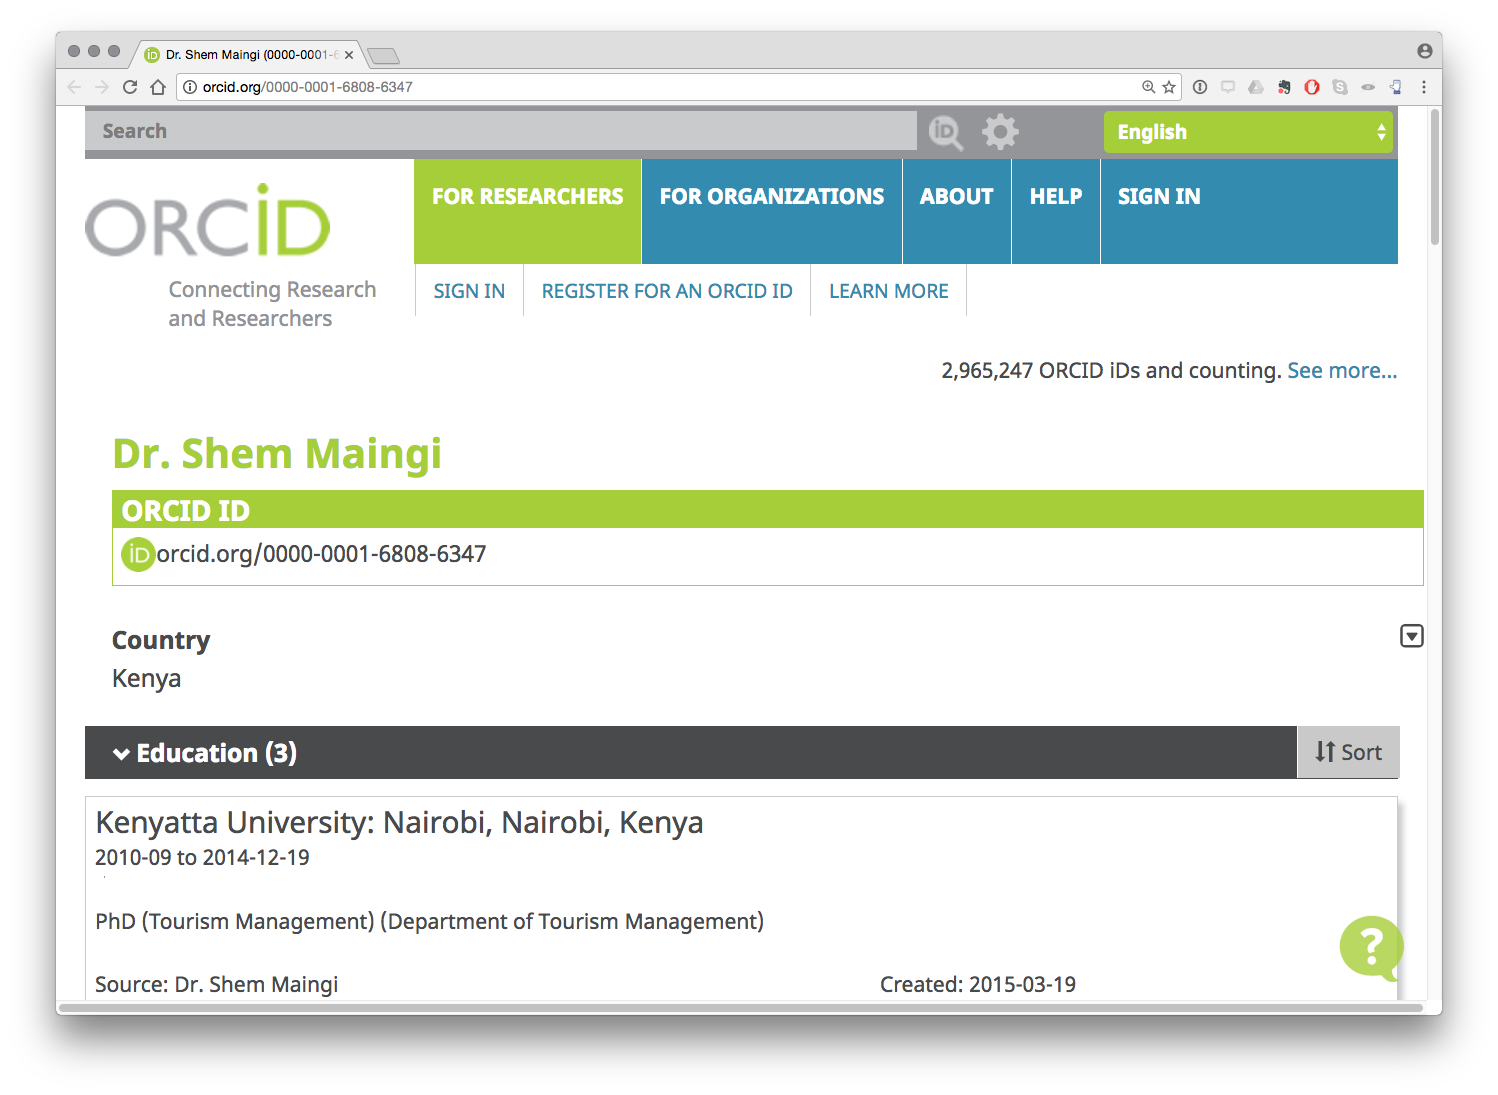 Dr. Shem Maingi (0000-0001-6
orcid.org/0000-0001-6808-6347
Search
iD
English
ORCiD
FOR RESEARCHERS
FOR ORGANIZATIONS
ABOUT
HELP
SIGN IN
Connecting Research
and Researchers
SIGN IN
REGISTER FOR AN ORCID ID
LEARN MORE
2,965,247 ORCID iDs and counting. See more...
Dr. Shem Maingi
ORCID ID
iD orcid.org/0000-0001-6808-6347
Country
Kenya
Education (3)
Sort
Kenyatta University: Nairobi, Nairobi, Kenya
2010-09 to 2014-12-19
PhD (Tourism Management) (Department of Tourism Management)
?
Source: Dr. Shem Maingi
Created: 2015-03-19